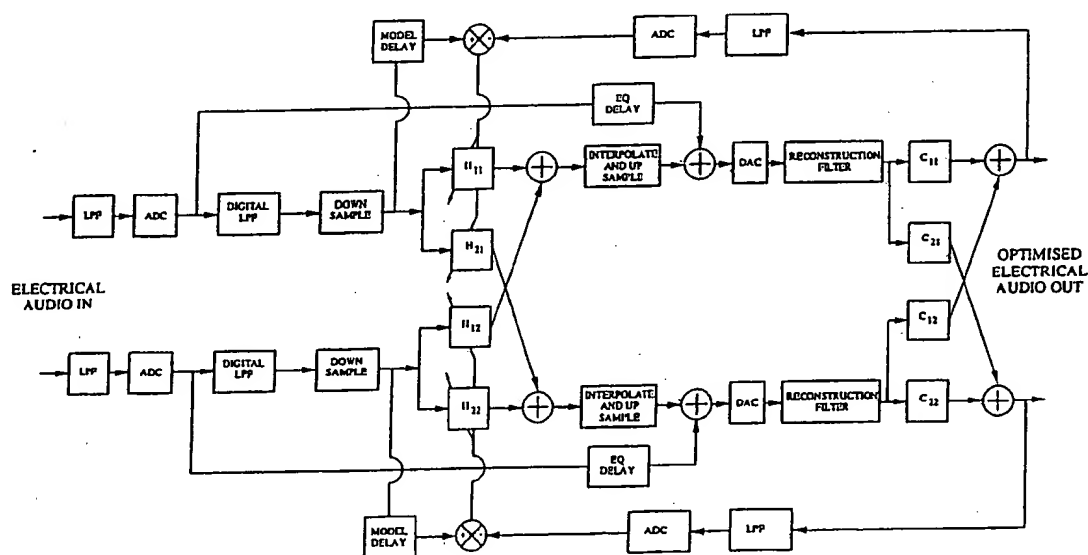 MODEL
DELAY
ADC
LPF
EQ
DELAY
H11
INTERPOLATE
AND UP
SAMPLE
DAC
RECONSTRUCTION
FILTER
C11
LPF
ADC
DIGITAL
LPF
DOWN
SAMPLE
H21
C21
ELECTRICAL
AUDIO IN
OPTIMISED
ELECTRICAL
AUDIO OUT
H12
C12
LPF
ADC
DIGITAL
LPF
DOWN
SAMPLE
H22
INTERPOLATE
AND UP
SAMPLE
DAC
RECONSTRUCTION
FILTER
C22
EQ
DELAY
MODEL
DELAY
ADC
LPF